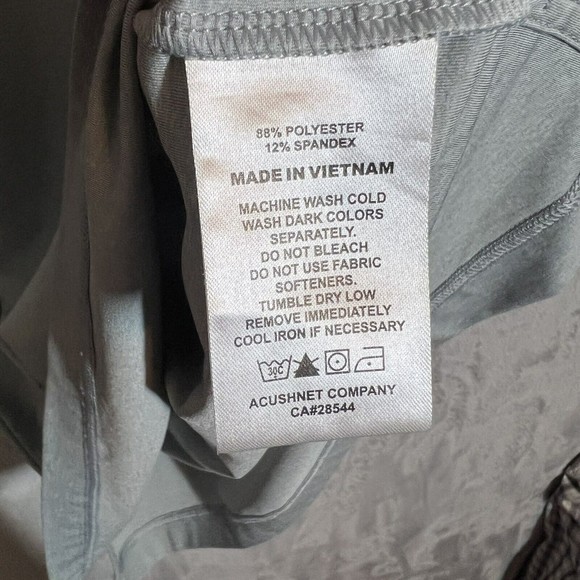 88% POLYESTER
12% SPANDEX
MADE IN VIETNAM
MACHINE WASH COLD
WASH DARK COLORS
SEPARATELY.
DO NOT BLEACH
DO NOT USE FABRIC
SOFTENERS.
TUMBLE DRY LOW
REMOVE IMMEDIATELY
COOL IRON IF NECESSARY
30C
ACUSHNET COMPANY
CA#28544